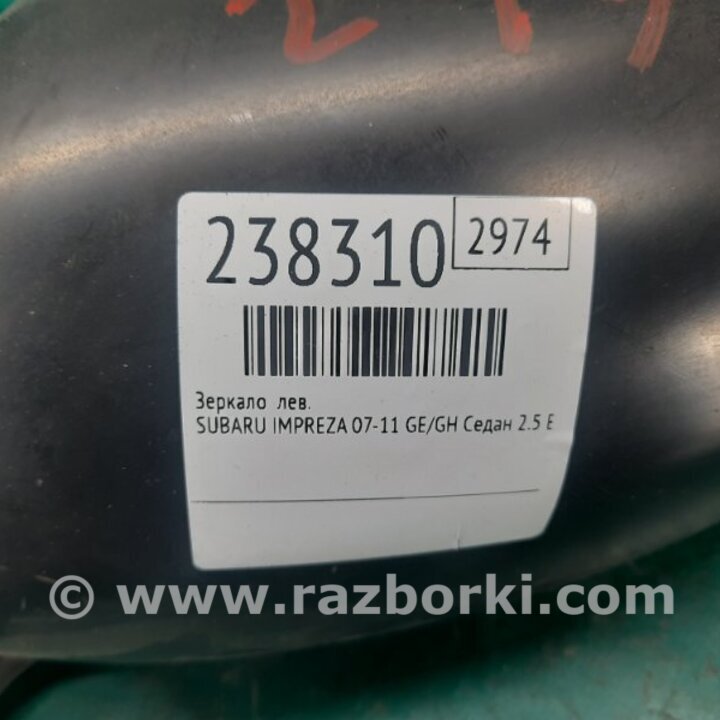 238310
2974
Зеркало лев.
SUBARU IMPREZA 07-11 GE/GH Седан 2.5 E
© www.razborki.com